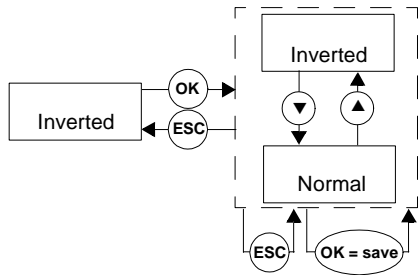 Inverted
OK
Inverted
ESC
Normal
ESC
OK = save